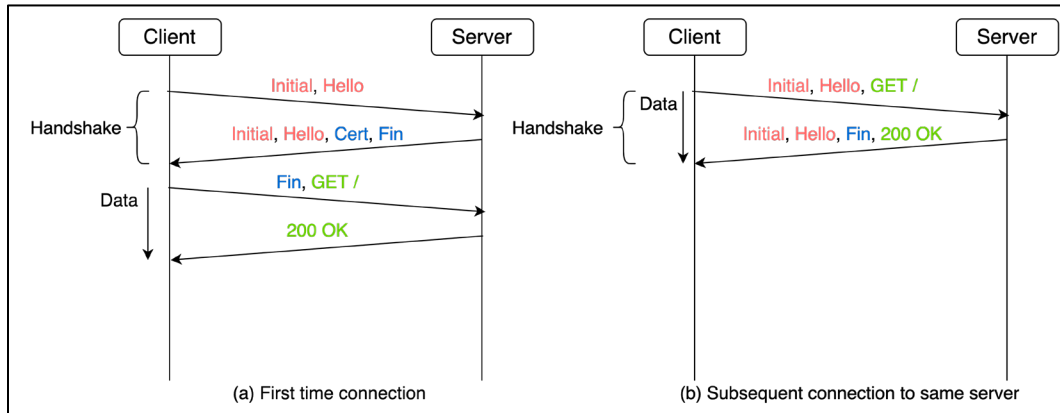 Client
Server
Initial, Hello
Handshake
Initial, Hello, Cert, Fin
Fin, GET /
Data
200 OK
(a) First time connection
Client
Server
Initial, Hello, GET /
Data
Handshake
Initial, Hello, Fin, 200 OK
(b) Subsequent connection to same server